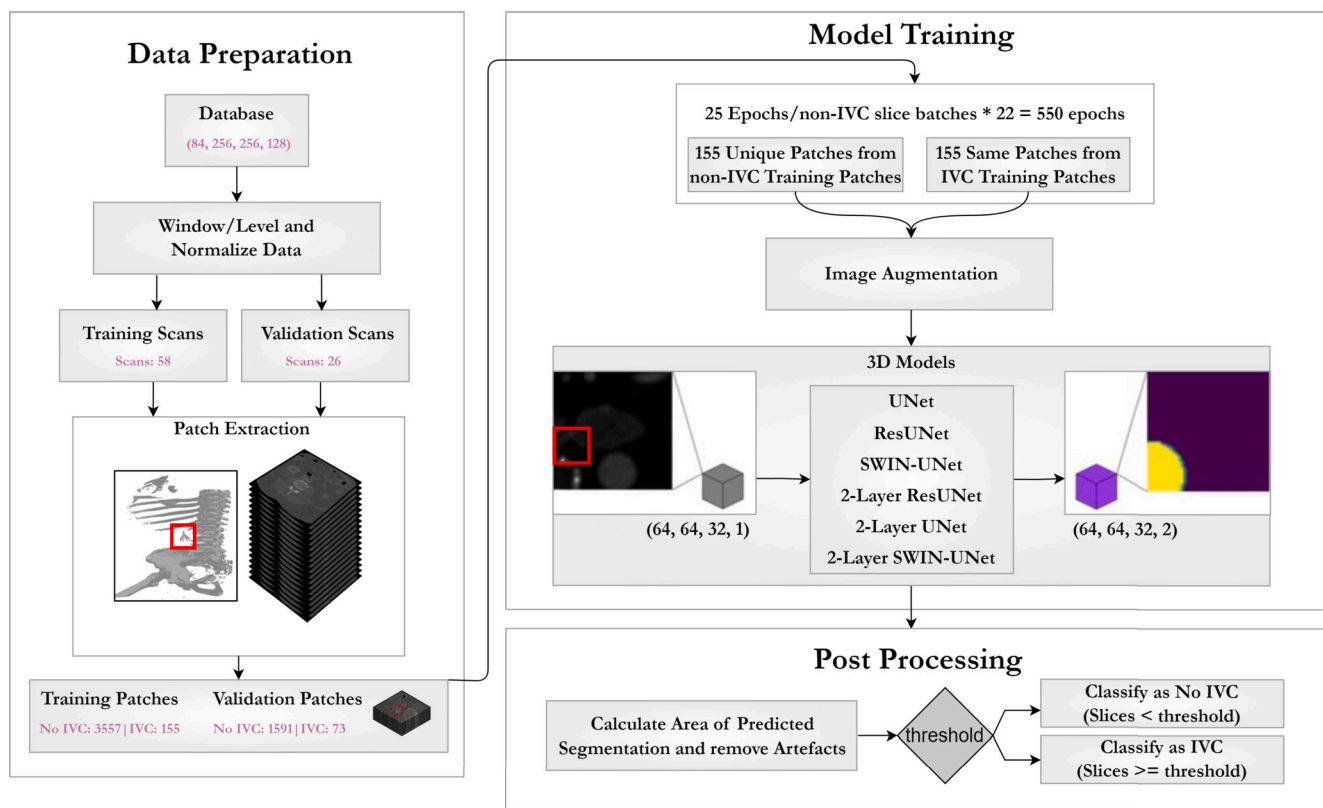 Data Preparation
Database
(84, 256, 256, 128)
Window/Level and
Normalize Data
Training Scans
Scans: 58
Validation Scans
Scans: 26
Patch Extraction
Training Patches
No IVC: 3557|IVC: 155
Validation Patches
No IVC: 1591|IVC: 73
Model Training
25 Epochs/non-IVC slice batches * 22 = 550 epochs
155 Unique Patches from
non-IVC Training Patches
155 Same Patches from
IVC Training Patches
Image Augmentation
3D Models
UNet
ResUNet
SWIN-UNet
2-Layer ResUNet
2-Layer UNet
2-Layer SWIN-UNet
(64, 64, 32, 1)
(64, 64, 32, 2)
Post Processing
Calculate Area of Predicted
Segmentation and remove Artefacts
threshold
Classify as No IVC
(Slices < threshold)
Classify as IVC
(Slices >= threshold)